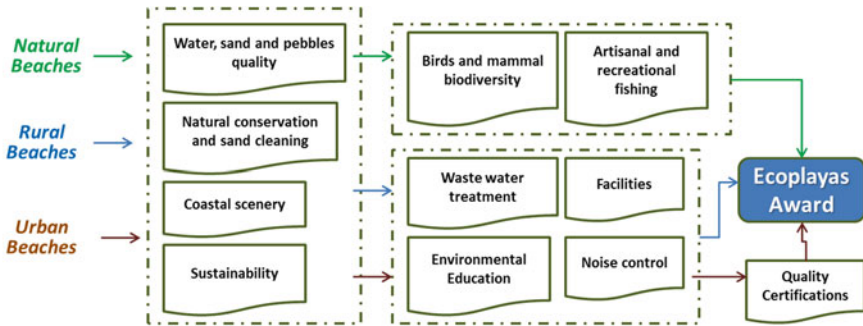 Natural
Beaches
Rural
Beaches
Urban
Beaches
Water, sand and pebbles
quality
Natural conservation
and sand cleaning
Coastal scenery
Sustainability
Birds and mammal
biodiversity
Artisanal and
recreational
fishing
Waste water
treatment
Facilities
Environmental
Education
Noise control
Ecoplayas
Award
Quality
Certifications